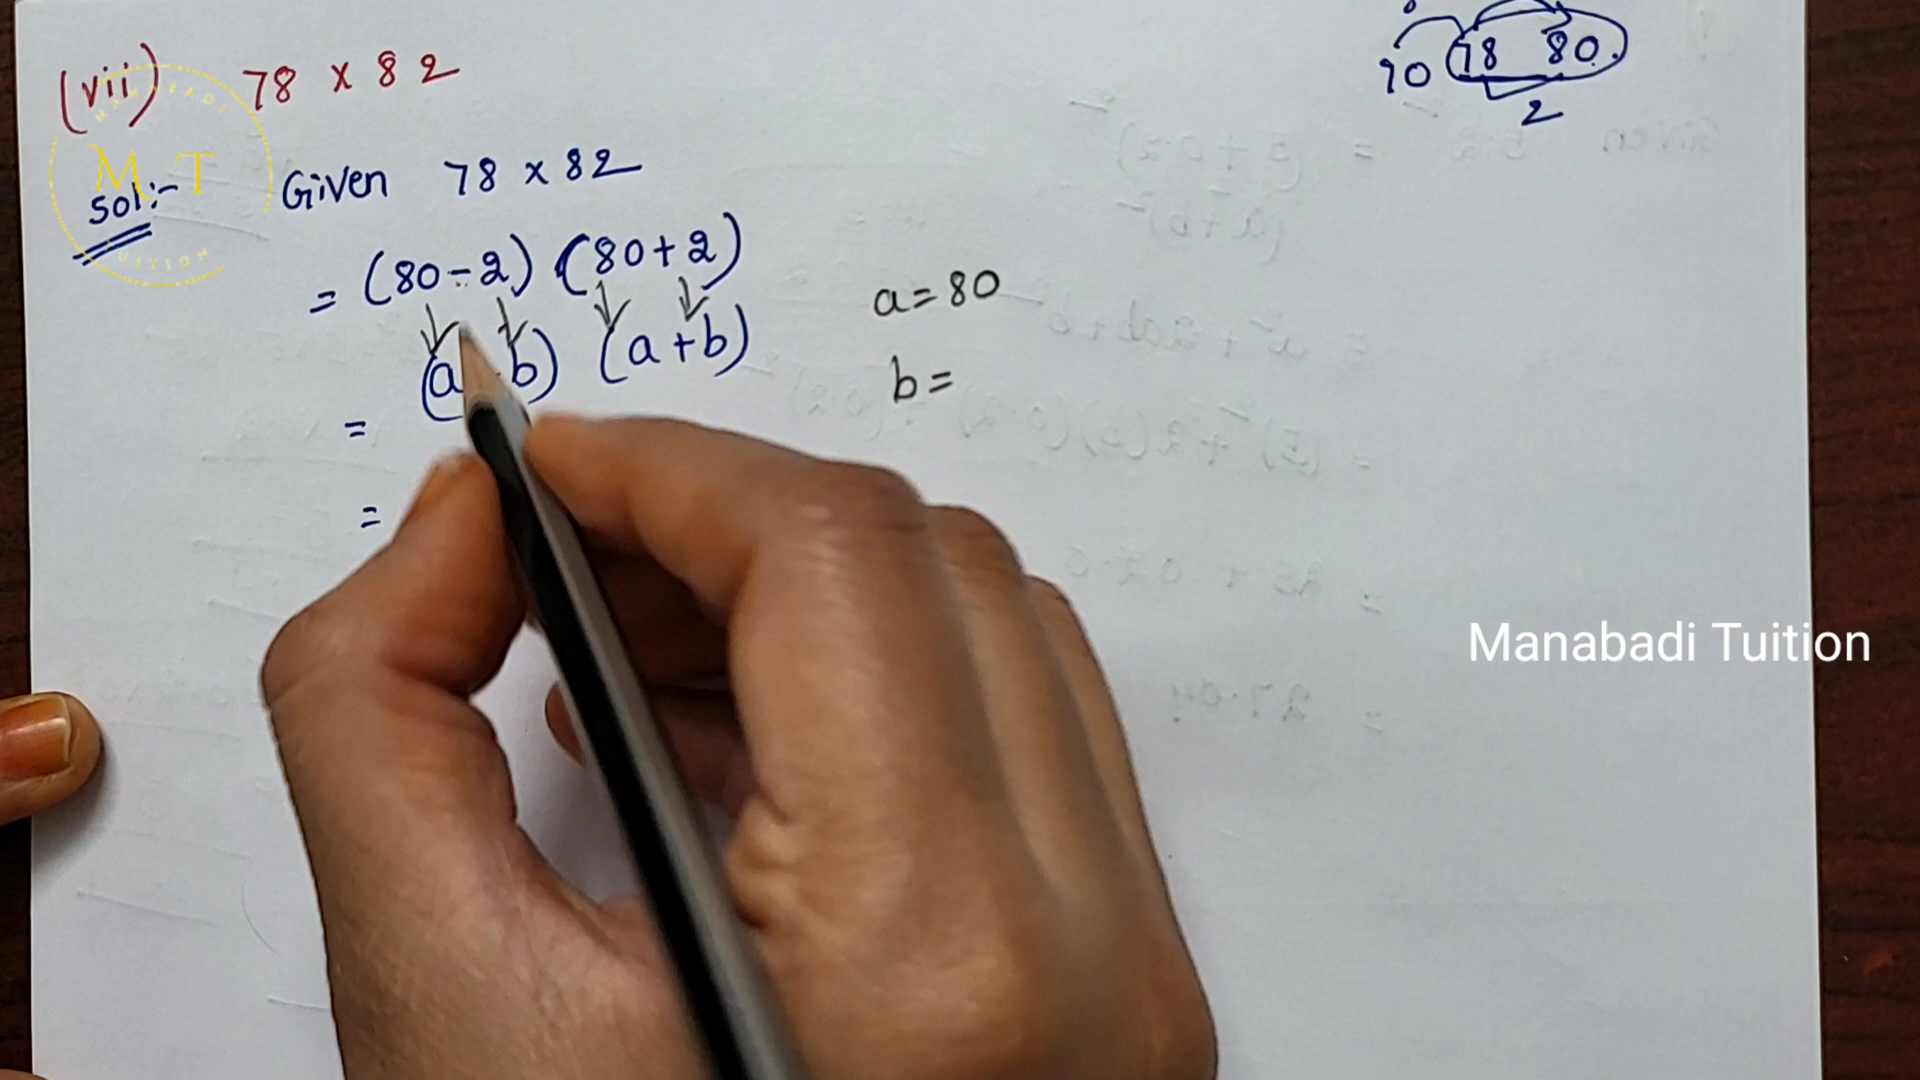 (vii) 78 x 82
M T
Sol:- Given 78 x 82
= (80-2) (80+2)
(a b) (a+b)
=
=
a=80
b=
70 78 80
2
Manabadi Tuition